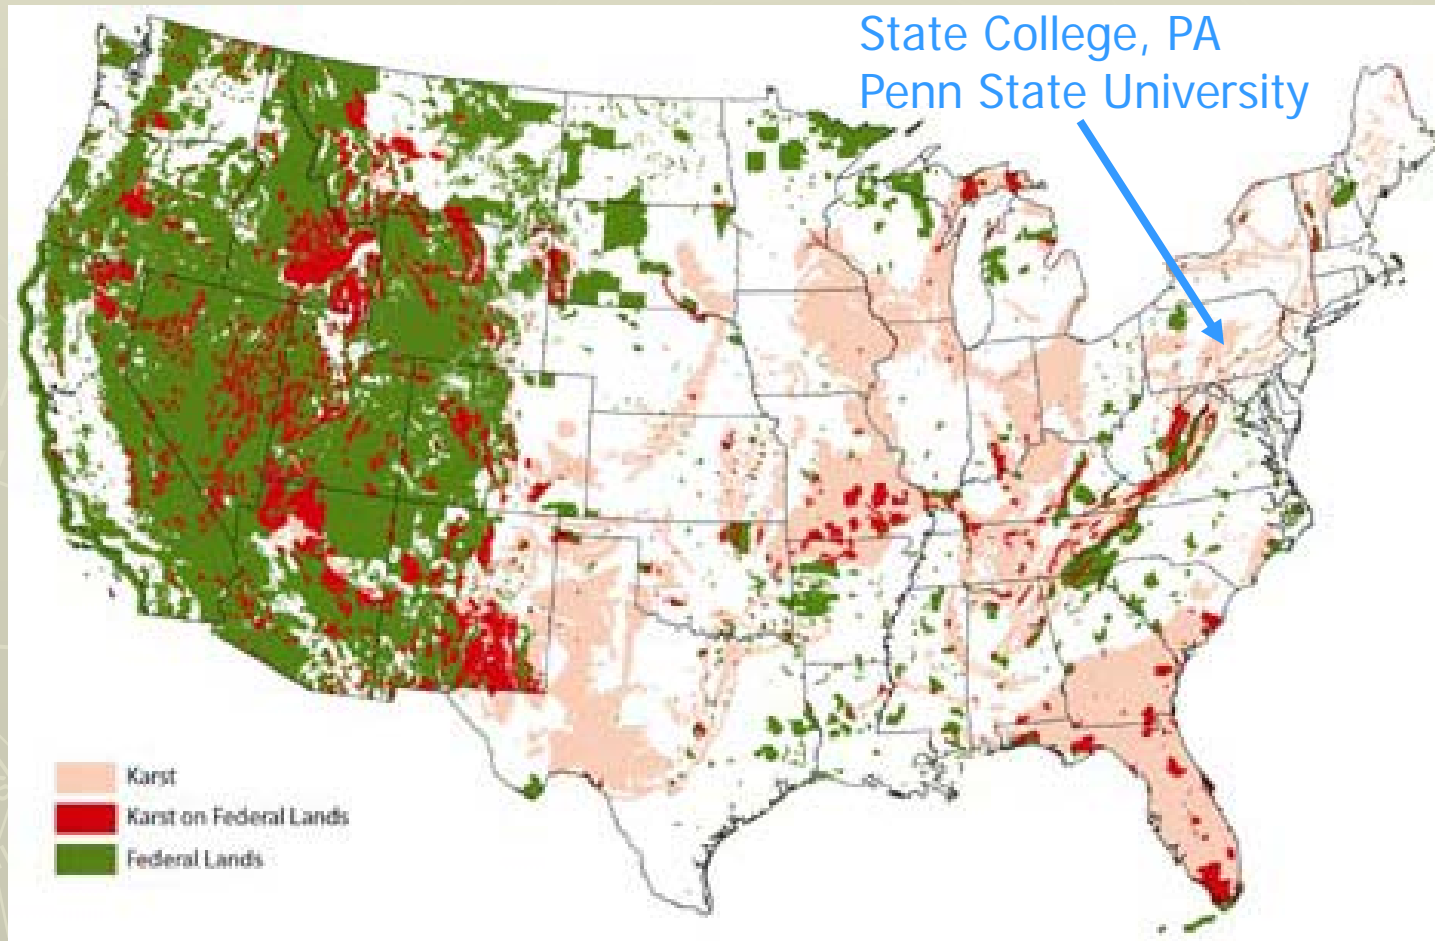 State College, PA
Penn State University
Karst
Karst on Federal Lands
Federal Lands